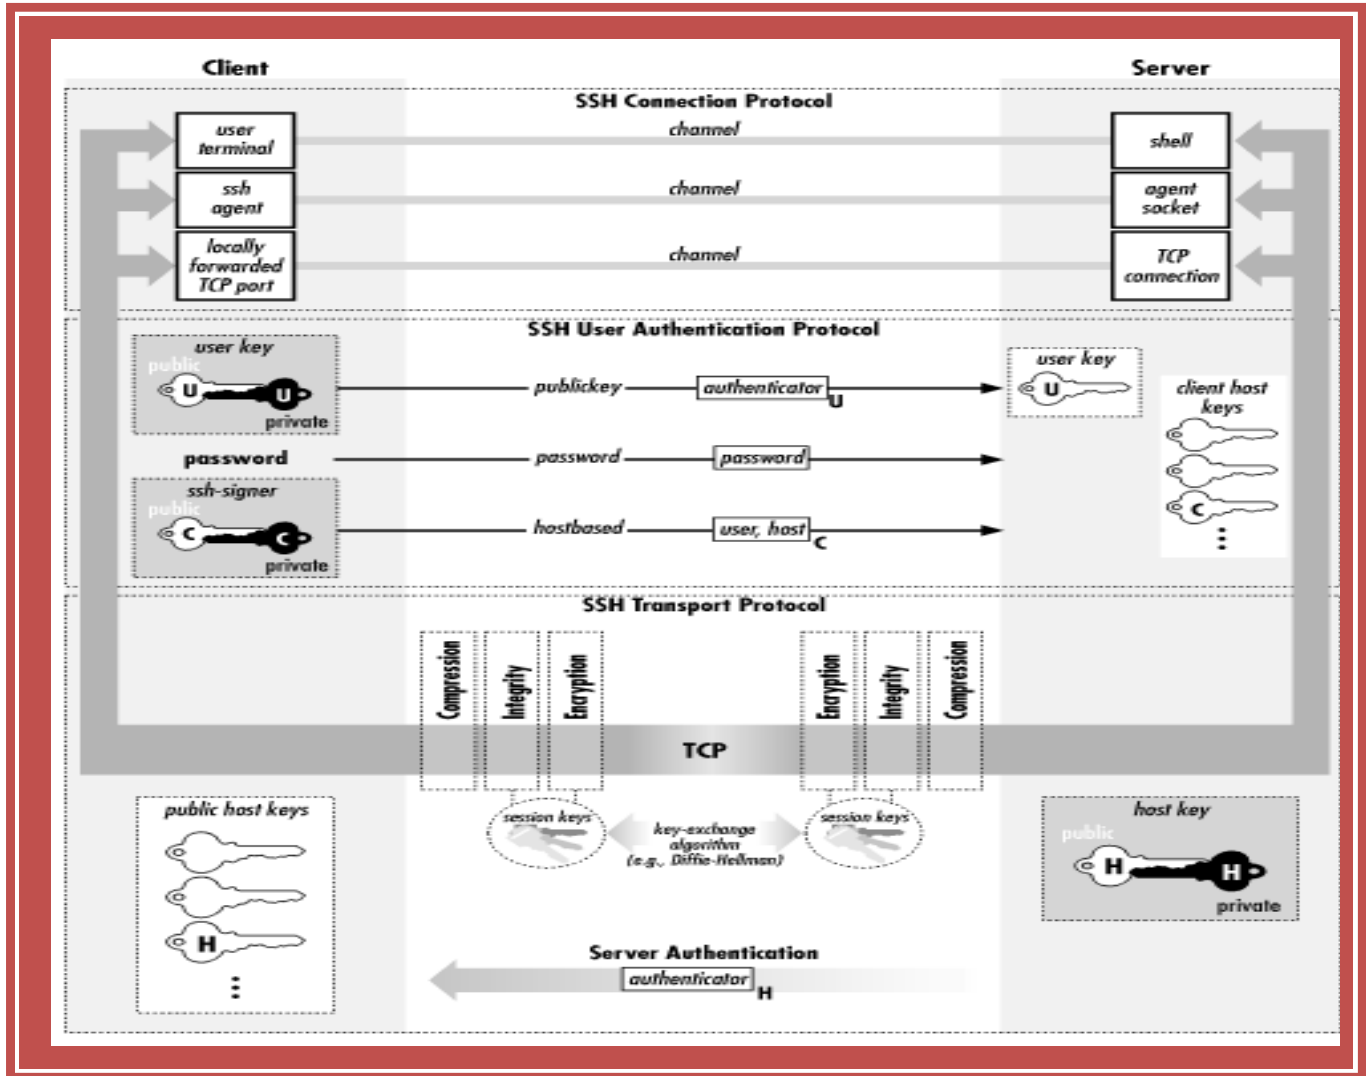 Client
Server
SSH Connection Protocol
user
terminal
channel
shell
ssh
agent
channel
agent
socket
locally
forwarded
TCP port
channel
TCP
connection
SSH User Authentication Protocol
user key
public
U
U
private
publickey
authenticator
U
user key
U
client host
keys
C
password
password
password
ssh-signer
public
C
C
private
hostbased
user, host
C
SSH Transport Protocol
Compression
Integrity
Encryption
Encryption
Integrity
Compression
TCP
public host keys
H
session keys
key-exchange
algorithm
(e.g., Diffie-Hellman)
session keys
host key
public
H
H
private
Server Authentication
authenticator
H